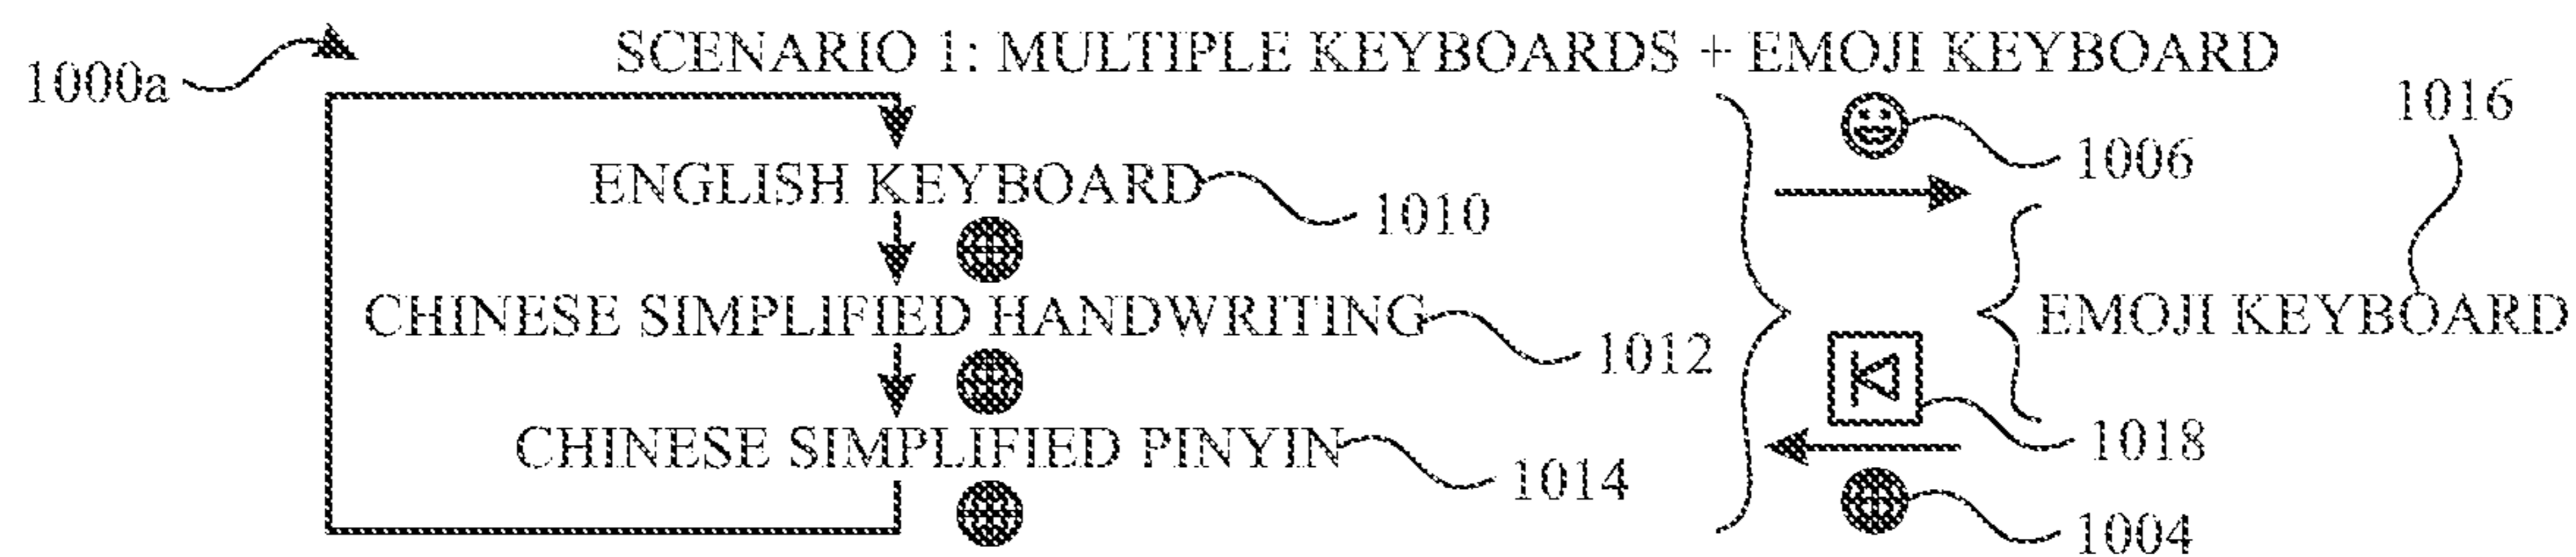 1000a
SCENARIO 1: MULTIPLE KEYBOARDS + EMOJI KEYBOARD
1016
1006
ENGLISH KEYBOARD
1010
CHINESE SIMPLIFIED HANDWRITING
1012
EMOJI KEYBOARD
CHINESE SIMPLIFIED PINYIN
1014
1018
1004